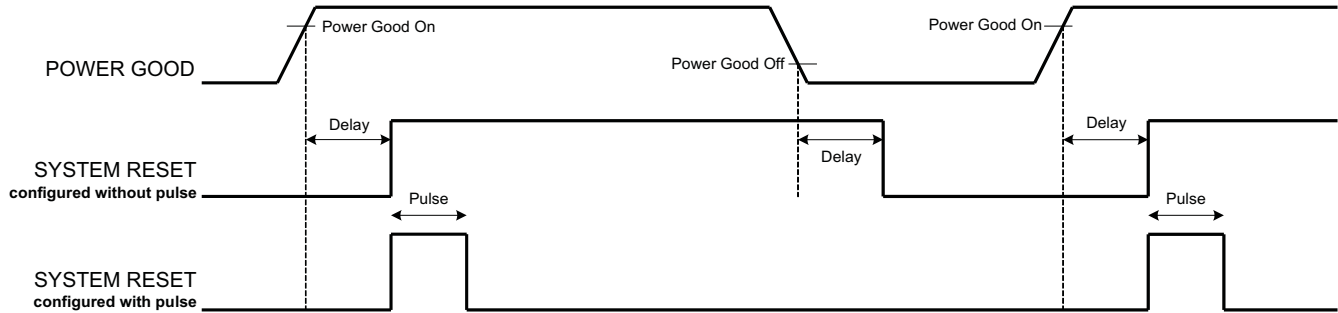 Power Good On
Power Good On
POWER GOOD
Power Good Off
Delay
Delay
Delay
SYSTEM RESET
configured without pulse
Pulse
Pulse
SYSTEM RESET
configured with pulse